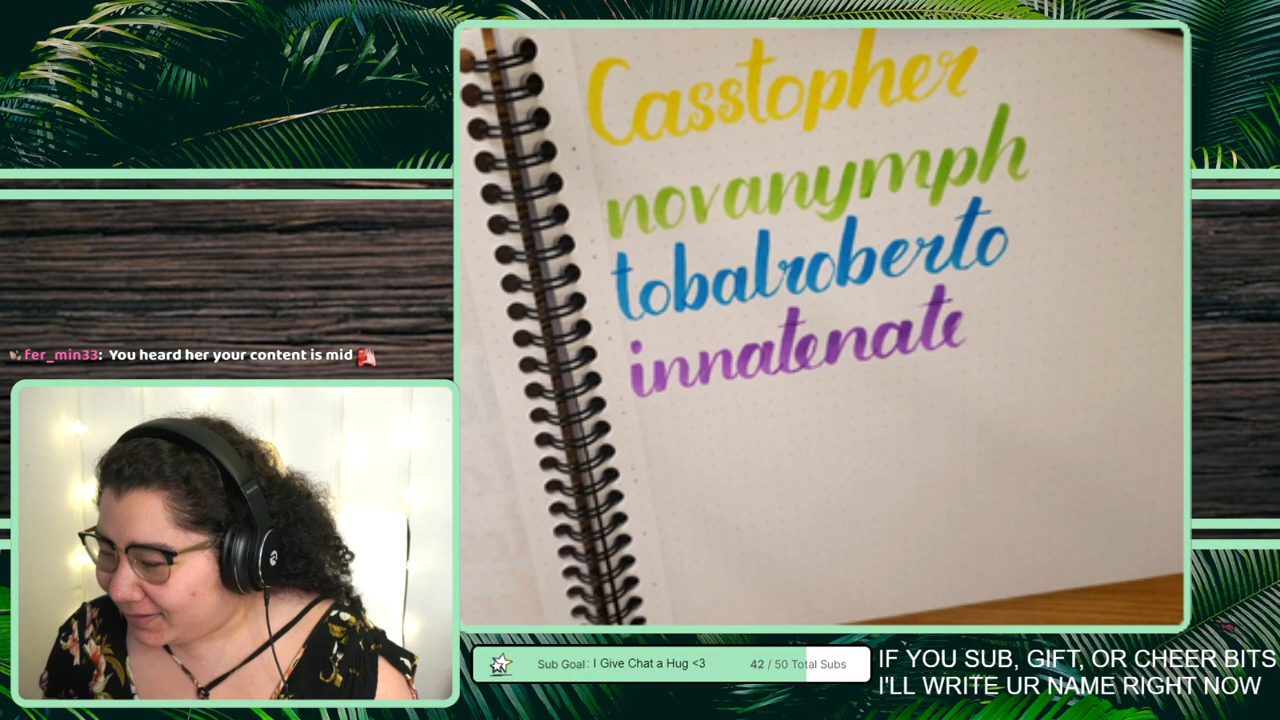 Casstopher
novanymph
tobalroberto
innatenate
fer_min33: You heard her your content is mid
Sub Goal: I Give Chat a Hug <3 42 / 50 Total Subs
IF YOU SUB, GIFT, OR CHEER BITS
I'LL WRITE UR NAME RIGHT NOW